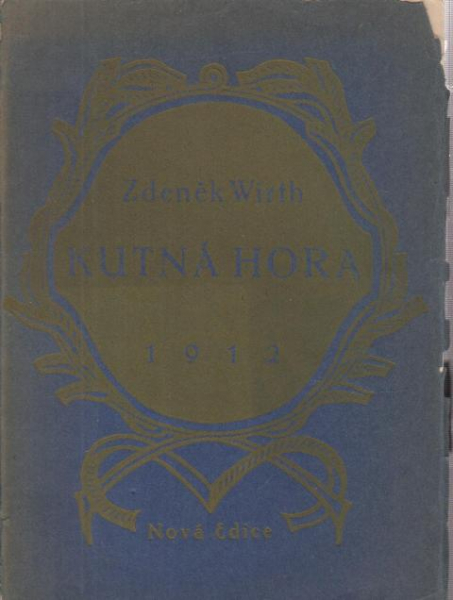 Zdeněk Wirth
KUTNÁ HORA
1912
Nová Edice